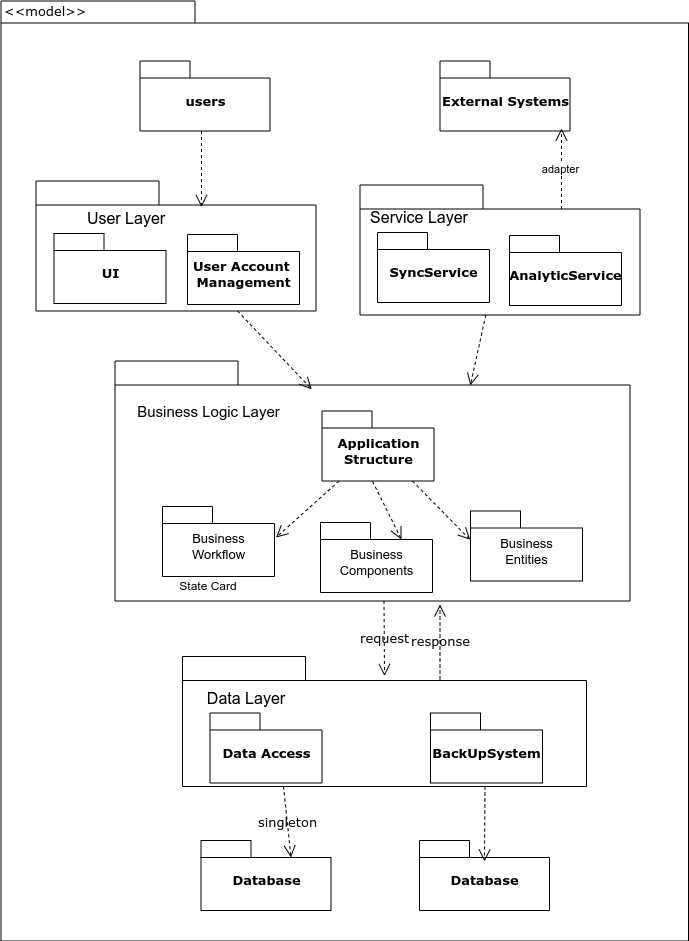 <<model>>
users
External Systems
adapter
User Layer
UI
User Account
Management
Service Layer
SyncService
AnalyticService
Business Logic Layer
Application
Structure
Business
Workflow
State Card
Business
Components
Business
Entities
request
response
Data Layer
Data Access
BackUpSystem
singleton
Database
Database